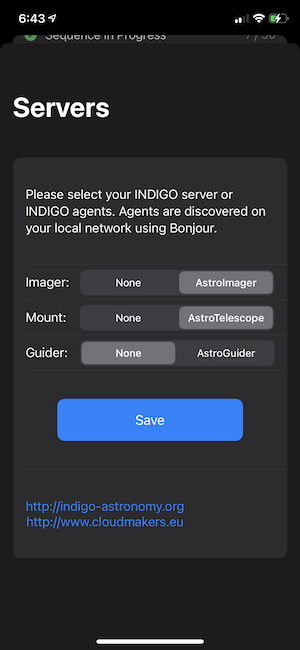 6:43
Sequence in Progress
7 / 30
Servers
Please select your INDIGO server or
INDIGO agents. Agents are discovered on
your local network using Bonjour.
Imager: None AstroImager
Mount: None AstroTelescope
Guider: None AstroGuider
Save
http://indigo-astronomy.org
http://www.cloudmakers.eu